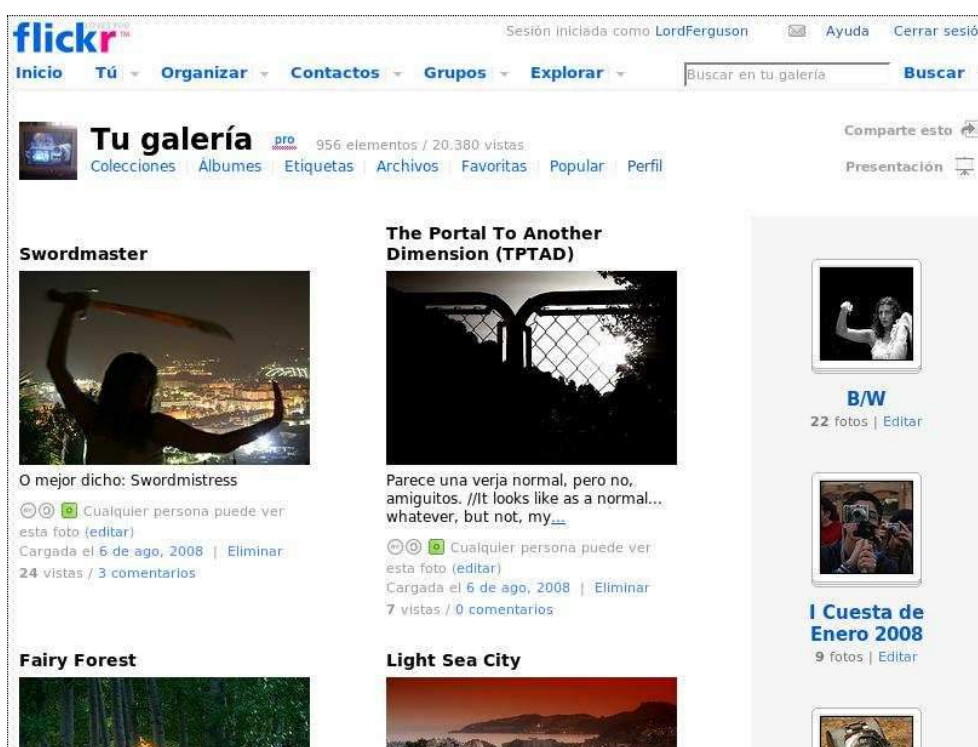 flickr LOVES YOU ™
Sesión iniciada como LordFerguson Ayuda Cerrar sesió
Inicio Tú Organizar Contactos Grupos Explorar Buscar en tu galería Buscar
Tu galería pro 956 elementos / 20.380 vistas
Comparte esto
Colecciones Álbumes Etiquetas Archivos Favoritas Popular Perfil
Presentación
Swordmaster
O mejor dicho: Swordmistress
Cualquier persona puede ver
esta foto (editar)
Cargada el 6 de ago, 2008 | Eliminar
24 vistas / 3 comentarios
The Portal To Another
Dimension (TPTAD)
Parece una verja normal, pero no,
amiguitos. //It looks like as a normal...
whatever, but not, my...
Cualquier persona puede ver
esta foto (editar)
Cargada el 6 de ago, 2008 | Eliminar
7 vistas / 0 comentarios
Fairy Forest
Light Sea City
B/W
22 fotos | Editar
I Cuesta de
Enero 2008
9 fotos | Editar